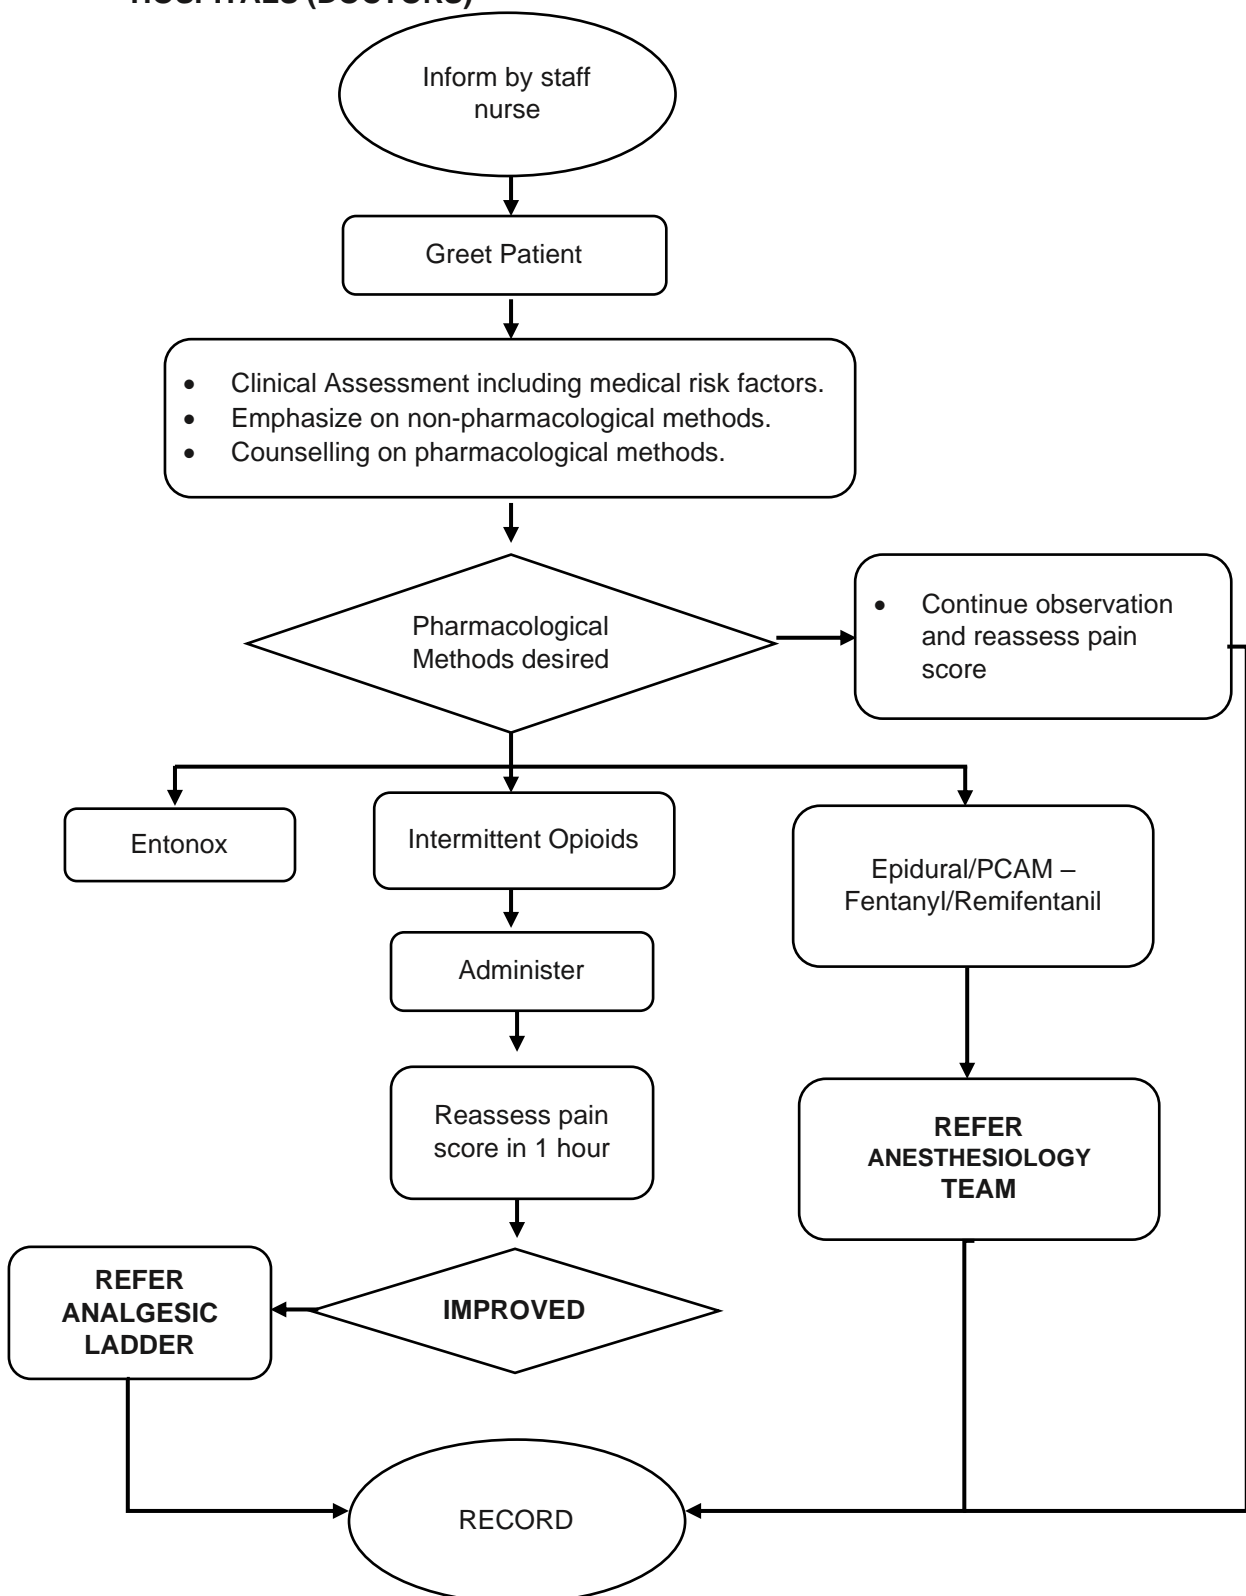 HOSPITALS (DOCTORS)
Inform by staff
nurse
Greet Patient
• Clinical Assessment including medical risk factors.
• Emphasize on non-pharmacological methods.
• Counselling on pharmacological methods.
Pharmacological
Methods desired
• Continue observation
and reassess pain
score
Entonox
Intermittent Opioids
Epidural/PCAM –
Fentanyl/Remifentanil
Administer
Reassess pain
score in 1 hour
REFER
ANESTHESIOLOGY
TEAM
REFER
ANALGESIC
LADDER
IMPROVED
RECORD